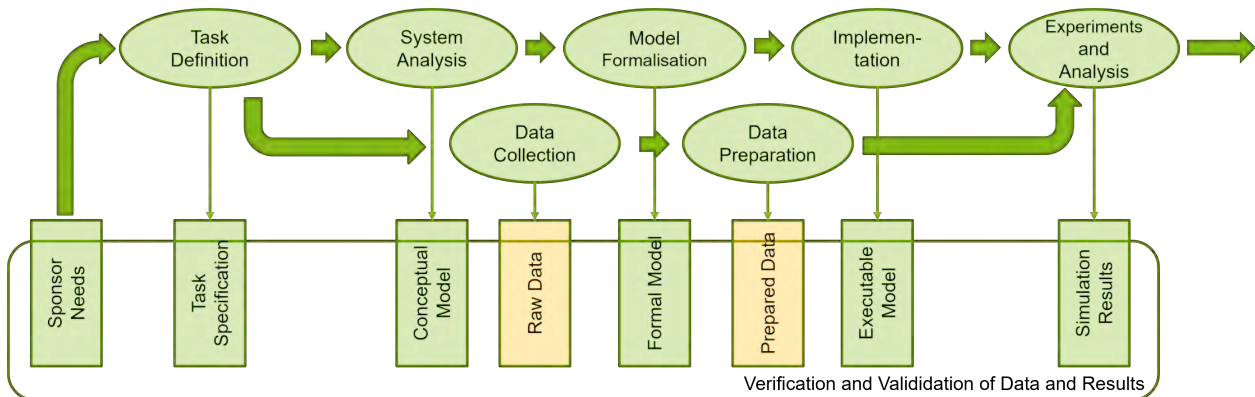 Task
Definition
System
Analysis
Model
Formalisation
Implemen-
tation
Experiments
and
Analysis
Data
Collection
Data
Preparation
Sponsor
Needs
Task
Specification
Conceptual
Model
Raw Data
Formal Model
Prepared Data
Executable
Model
Simulation
Results
Verification and Valididation of Data and Results